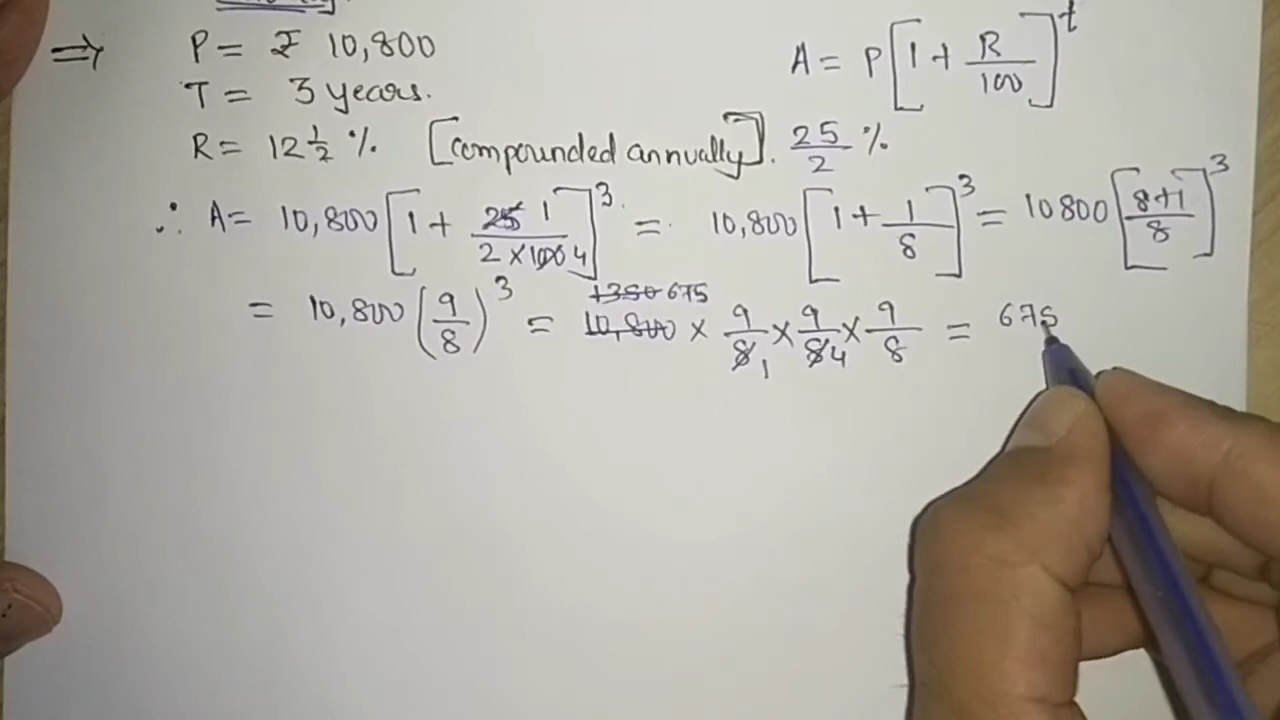 ⇒ P = ₹ 10,800
A = P[1 + R/100]^t
T = 3 years.
R = 12 1/2 % [compounded annually]. 25/2 %
∴ A = 10,800 [1 + 25 1/2 × 100 4]^3 = 10,800 [1 + 1/8]^3 = 10800 [8+1/8]^3
= 10,800 (9/8)^3 = 1350 675 10,800 × 9/8 1 × 9/8 4 × 9/8 = 675